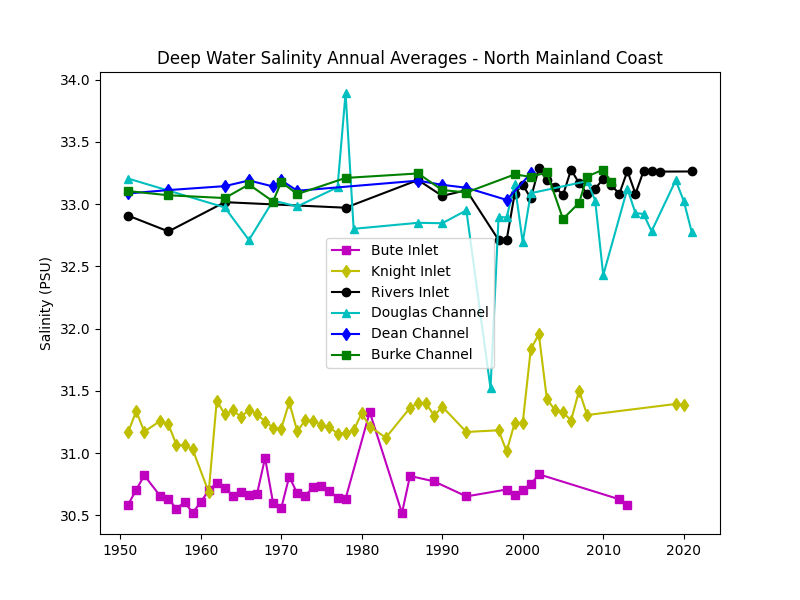 Deep Water Salinity Annual Averages - North Mainland Coast
Salinity (PSU)
34.0
33.5
33.0
32.5
32.0
31.5
31.0
30.5
Bute Inlet
Knight Inlet
Rivers Inlet
Douglas Channel
Dean Channel
Burke Channel
1950 1960 1970 1980 1990 2000 2010 2020